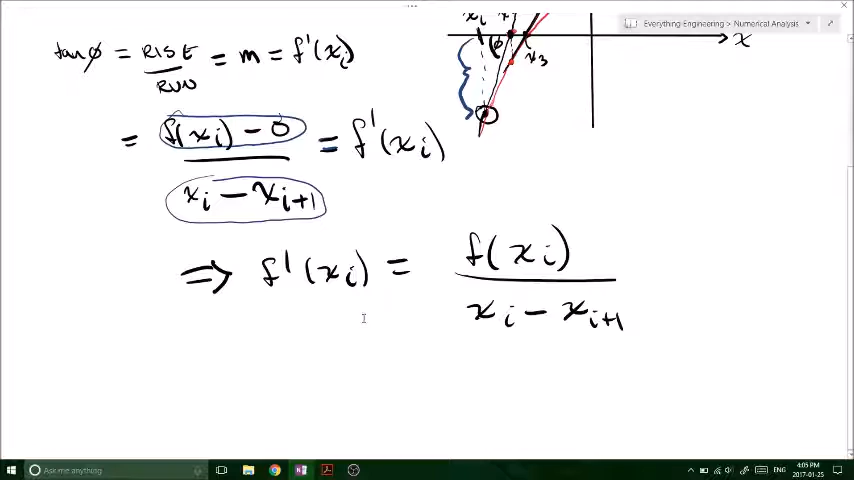 Everything Engineering > Numerical Analysis
x
x₃
tan ø = RISE/RUN = m = f'(xᵢ)
= f(xᵢ) − 0 / xᵢ − xᵢ₊₁ = f'(xᵢ)
⇒ f'(xᵢ) = f(xᵢ) / xᵢ − xᵢ₊₁
Ask me anything
ENG
4:05 PM
2017-01-25